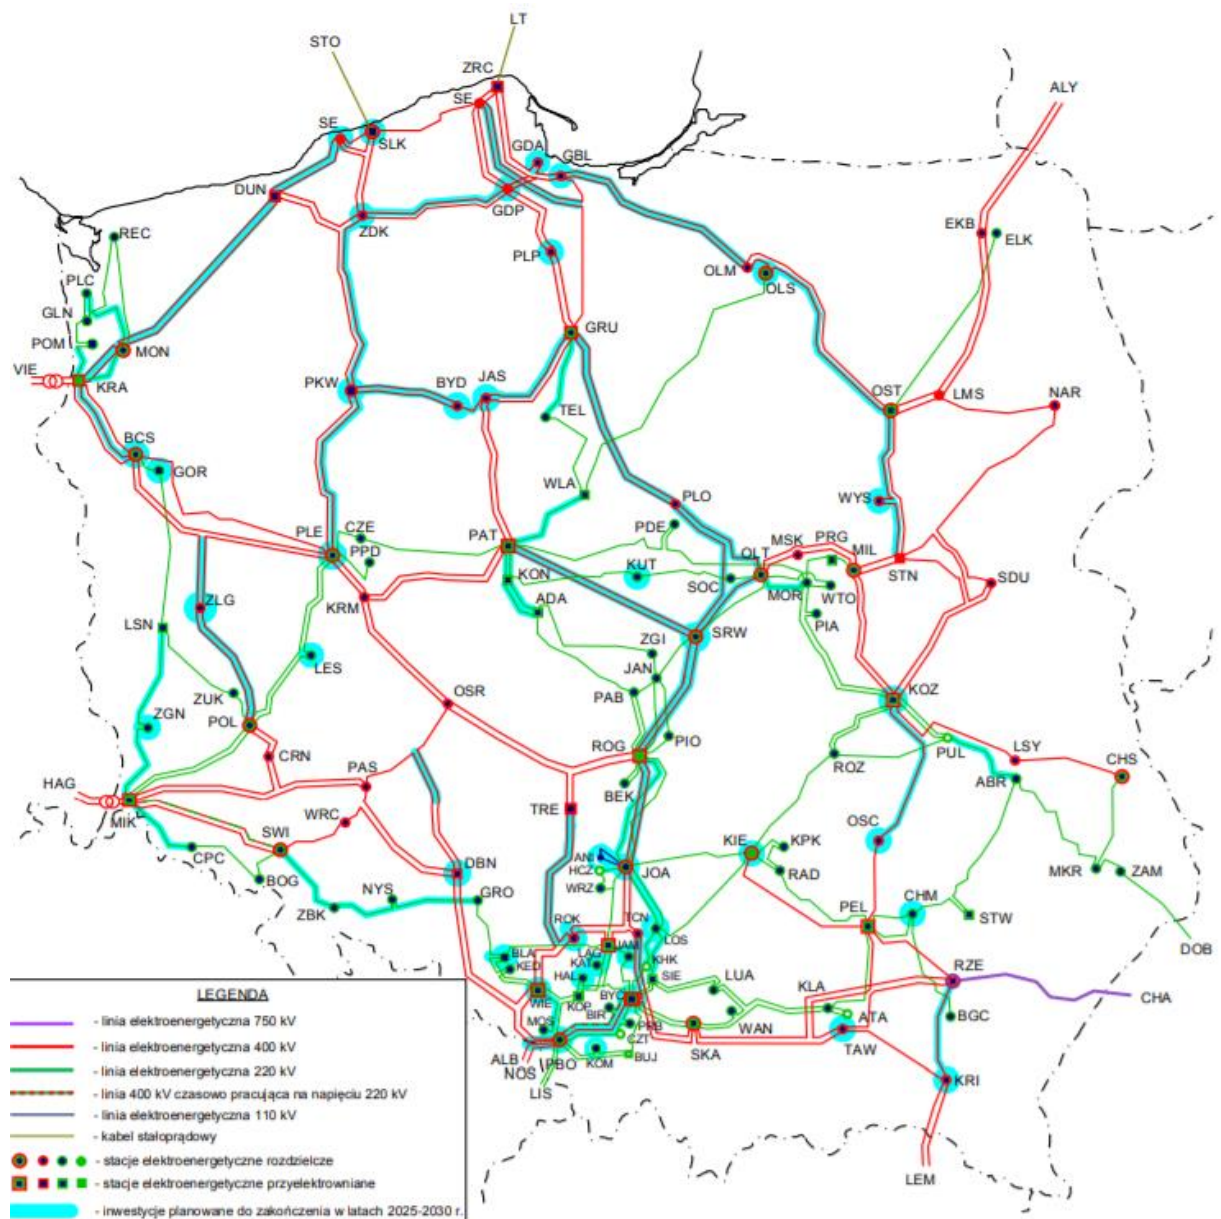 LT
STO
ZRC
SE
SE
SLK
ALY
GDA
GBL
DUN
GDP
ZDK
REC
EKB
ELK
PLP
OLM
OLS
PLC
GLN
POM
MON
GRU
VIE
KRA
PKW
BYD
JAS
TEL
OST
LMS
NAR
BCS
GOR
WLA
PLO
WYS
PLE
CZE
PPD
PAT
PDE
MSK
PRG
OLT
MIL
STN
KON
KUT
SOC
MOR
WTO
SDU
ZLG
KRM
ADA
PIA
LSN
SRW
LES
ZGI
JAN
ZUK
PAB
KOZ
OSR
ZGN
POL
ROG
PIO
PUL
CRN
ROZ
LSY
CHS
HAG
PAS
BEK
ABR
MIK
WRC
TRE
OSC
SWI
KIE
KPK
CPC
DBN
ANI
HCZ
JOA
RAD
MKR
ZAM
BOG
NYS
GRO
WRZ
CHM
ZBK
STW
ROK
TCN
PEL
LOS
DOB
BLA
LAG
JAM
KED
KAT
KHK
HAL
SIE
LUA
RZE
WIE
KOP
BYC
KLA
CHA
BIR
ATA
BGC
MOS
PRB
WAN
CZT
SKA
TAW
ALB
PBO
KOM
BUJ
NOS
LIS
KRI
LEM
LEGENDA
- linia elektroenergetyczna 750 kV
- linia elektroenergetyczna 400 kV
- linia elektroenergetyczna 220 kV
- linia 400 kV czasowo pracująca na napięciu 220 kV
- linia elektroenergetyczna 110 kV
- kabel stałoprądowy
- stacje elektroenergetyczne rozdzielcze
- stacje elektroenergetyczne przyelektrowniane
- inwestycje planowane do zakończenia w latach 2025-2030 r.